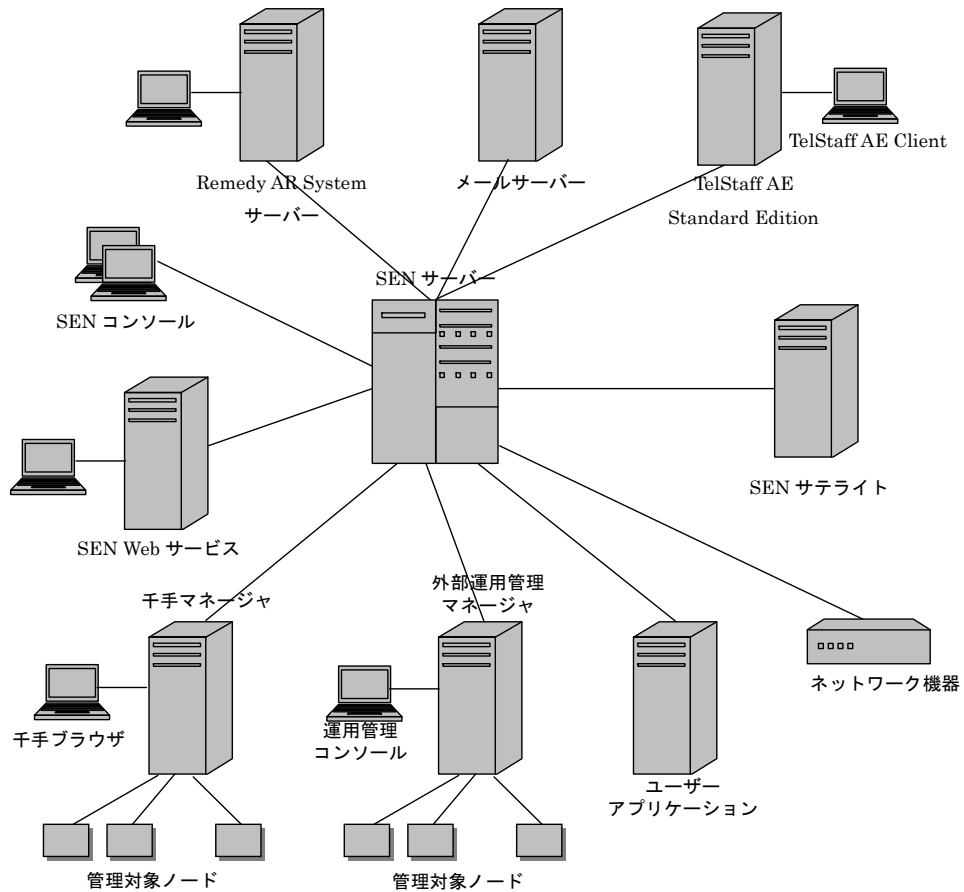 TelStaff AE Client
Remedy AR System
サーバー
メールサーバー
TelStaff AE
Standard Edition
SEN サーバー
SEN コンソール
SEN サテライト
SEN Web サービス
千手マネージャ
外部運用管理
マネージャ
千手ブラウザ
運用管理
コンソール
ネットワーク機器
ユーザー
アプリケーション
管理対象ノード
管理対象ノード